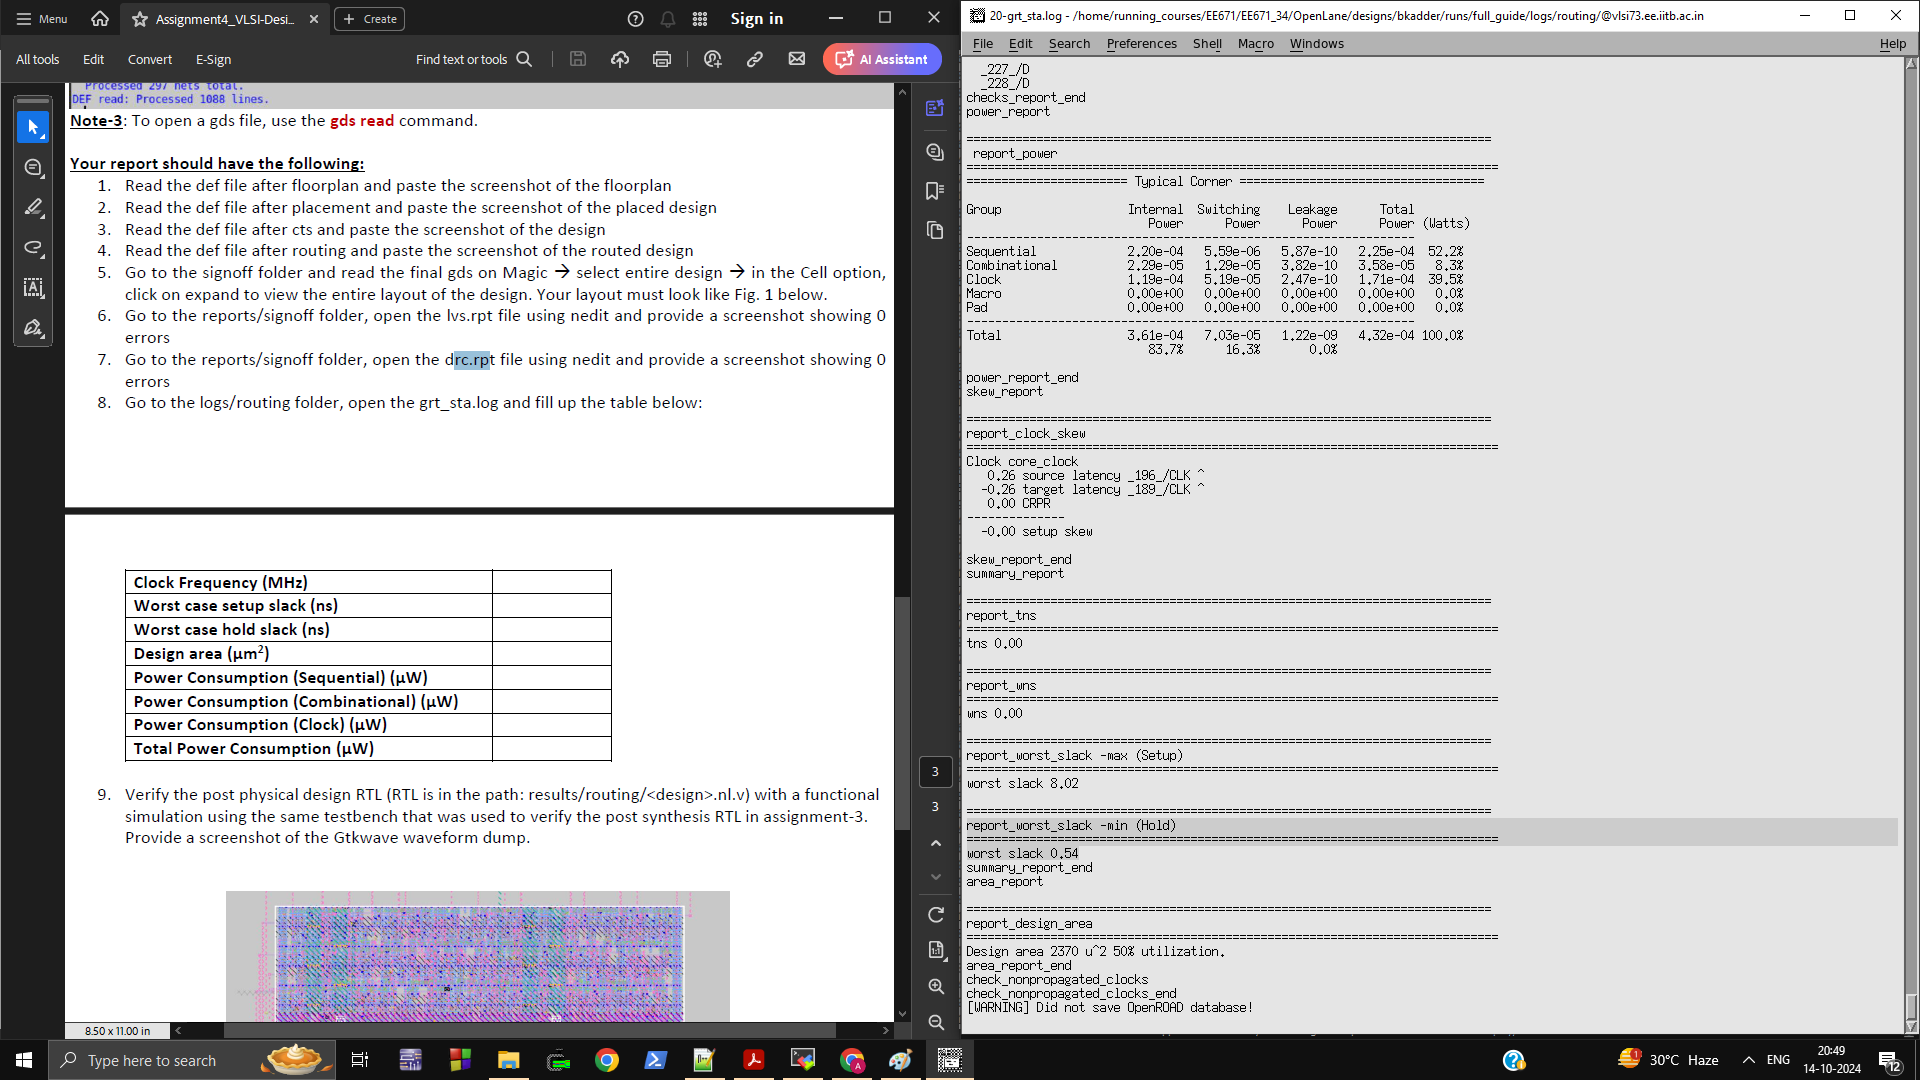 Menu
Assignment4_VLSI-Desi...
Create
Sign in
All tools
Edit
Convert
E-Sign
Find text or tools
AI Assistant
Processed 297 nets total.
DEF read: Processed 1088 lines.
Note-3: To open a gds file, use the gds read command.
Your report should have the following:
1. Read the def file after floorplan and paste the screenshot of the floorplan
2. Read the def file after placement and paste the screenshot of the placed design
3. Read the def file after cts and paste the screenshot of the design
4. Read the def file after routing and paste the screenshot of the routed design
5. Go to the signoff folder and read the final gds on Magic → select entire design → in the Cell option,
click on expand to view the entire layout of the design. Your layout must look like Fig. 1 below.
6. Go to the reports/signoff folder, open the lvs.rpt file using nedit and provide a screenshot showing 0
errors
7. Go to the reports/signoff folder, open the drc.rpt file using nedit and provide a screenshot showing 0
errors
8. Go to the logs/routing folder, open the grt_sta.log and fill up the table below:
Clock Frequency (MHz)
Worst case setup slack (ns)
Worst case hold slack (ns)
Design area (µm²)
Power Consumption (Sequential) (µW)
Power Consumption (Combinational) (µW)
Power Consumption (Clock) (µW)
Total Power Consumption (µW)
9. Verify the post physical design RTL (RTL is in the path: results/routing/<design>.nl.v) with a functional
simulation using the same testbench that was used to verify the post synthesis RTL in assignment-3.
Provide a screenshot of the Gtkwave waveform dump.
8.50 x 11.00 in
3
3
20-grt_sta.log - /home/running_courses/EE671/EE671_34/OpenLane/designs/bkadder/runs/full_guide/logs/routing/@vlsi73.ee.iitb.ac.in
File Edit Search Preferences Shell Macro Windows Help
_227_/D
_228_/D
checks_report_end
power_report
===========================================================================
report_power
============================================================================
======================= Typical Corner ===================================
Group Internal Switching Leakage Total
Power Power Power Power (Watts)
----------------------------------------------------------------
Sequential 2.20e-04 5.59e-06 5.87e-10 2.25e-04 52.2%
Combinational 2.29e-05 1.29e-05 3.82e-10 3.58e-05 8.3%
Clock 1.19e-04 5.19e-05 2.47e-10 1.71e-04 39.5%
Macro 0.00e+00 0.00e+00 0.00e+00 0.00e+00 0.0%
Pad 0.00e+00 0.00e+00 0.00e+00 0.00e+00 0.0%
----------------------------------------------------------------
Total 3.61e-04 7.03e-05 1.22e-09 4.32e-04 100.0%
83.7% 16.3% 0.0%
power_report_end
skew_report
===========================================================================
report_clock_skew
============================================================================
Clock core_clock
0.26 source latency _196_/CLK ^
-0.26 target latency _189_/CLK ^
0.00 CRPR
--------------
-0.00 setup skew
skew_report_end
summary_report
===========================================================================
report_tns
============================================================================
tns 0.00
===========================================================================
report_wns
============================================================================
wns 0.00
===========================================================================
report_worst_slack -max (Setup)
============================================================================
worst slack 8.02
===========================================================================
report_worst_slack -min (Hold)
============================================================================
worst slack 0.54
summary_report_end
area_report
===========================================================================
report_design_area
============================================================================
Design area 2370 u^2 50% utilization.
area_report_end
check_nonpropagated_clocks
check_nonpropagated_clocks_end
[WARNING] Did not save OpenROAD database!
Type here to search
1
30°C Haze
ENG
20:49
14-10-2024
12